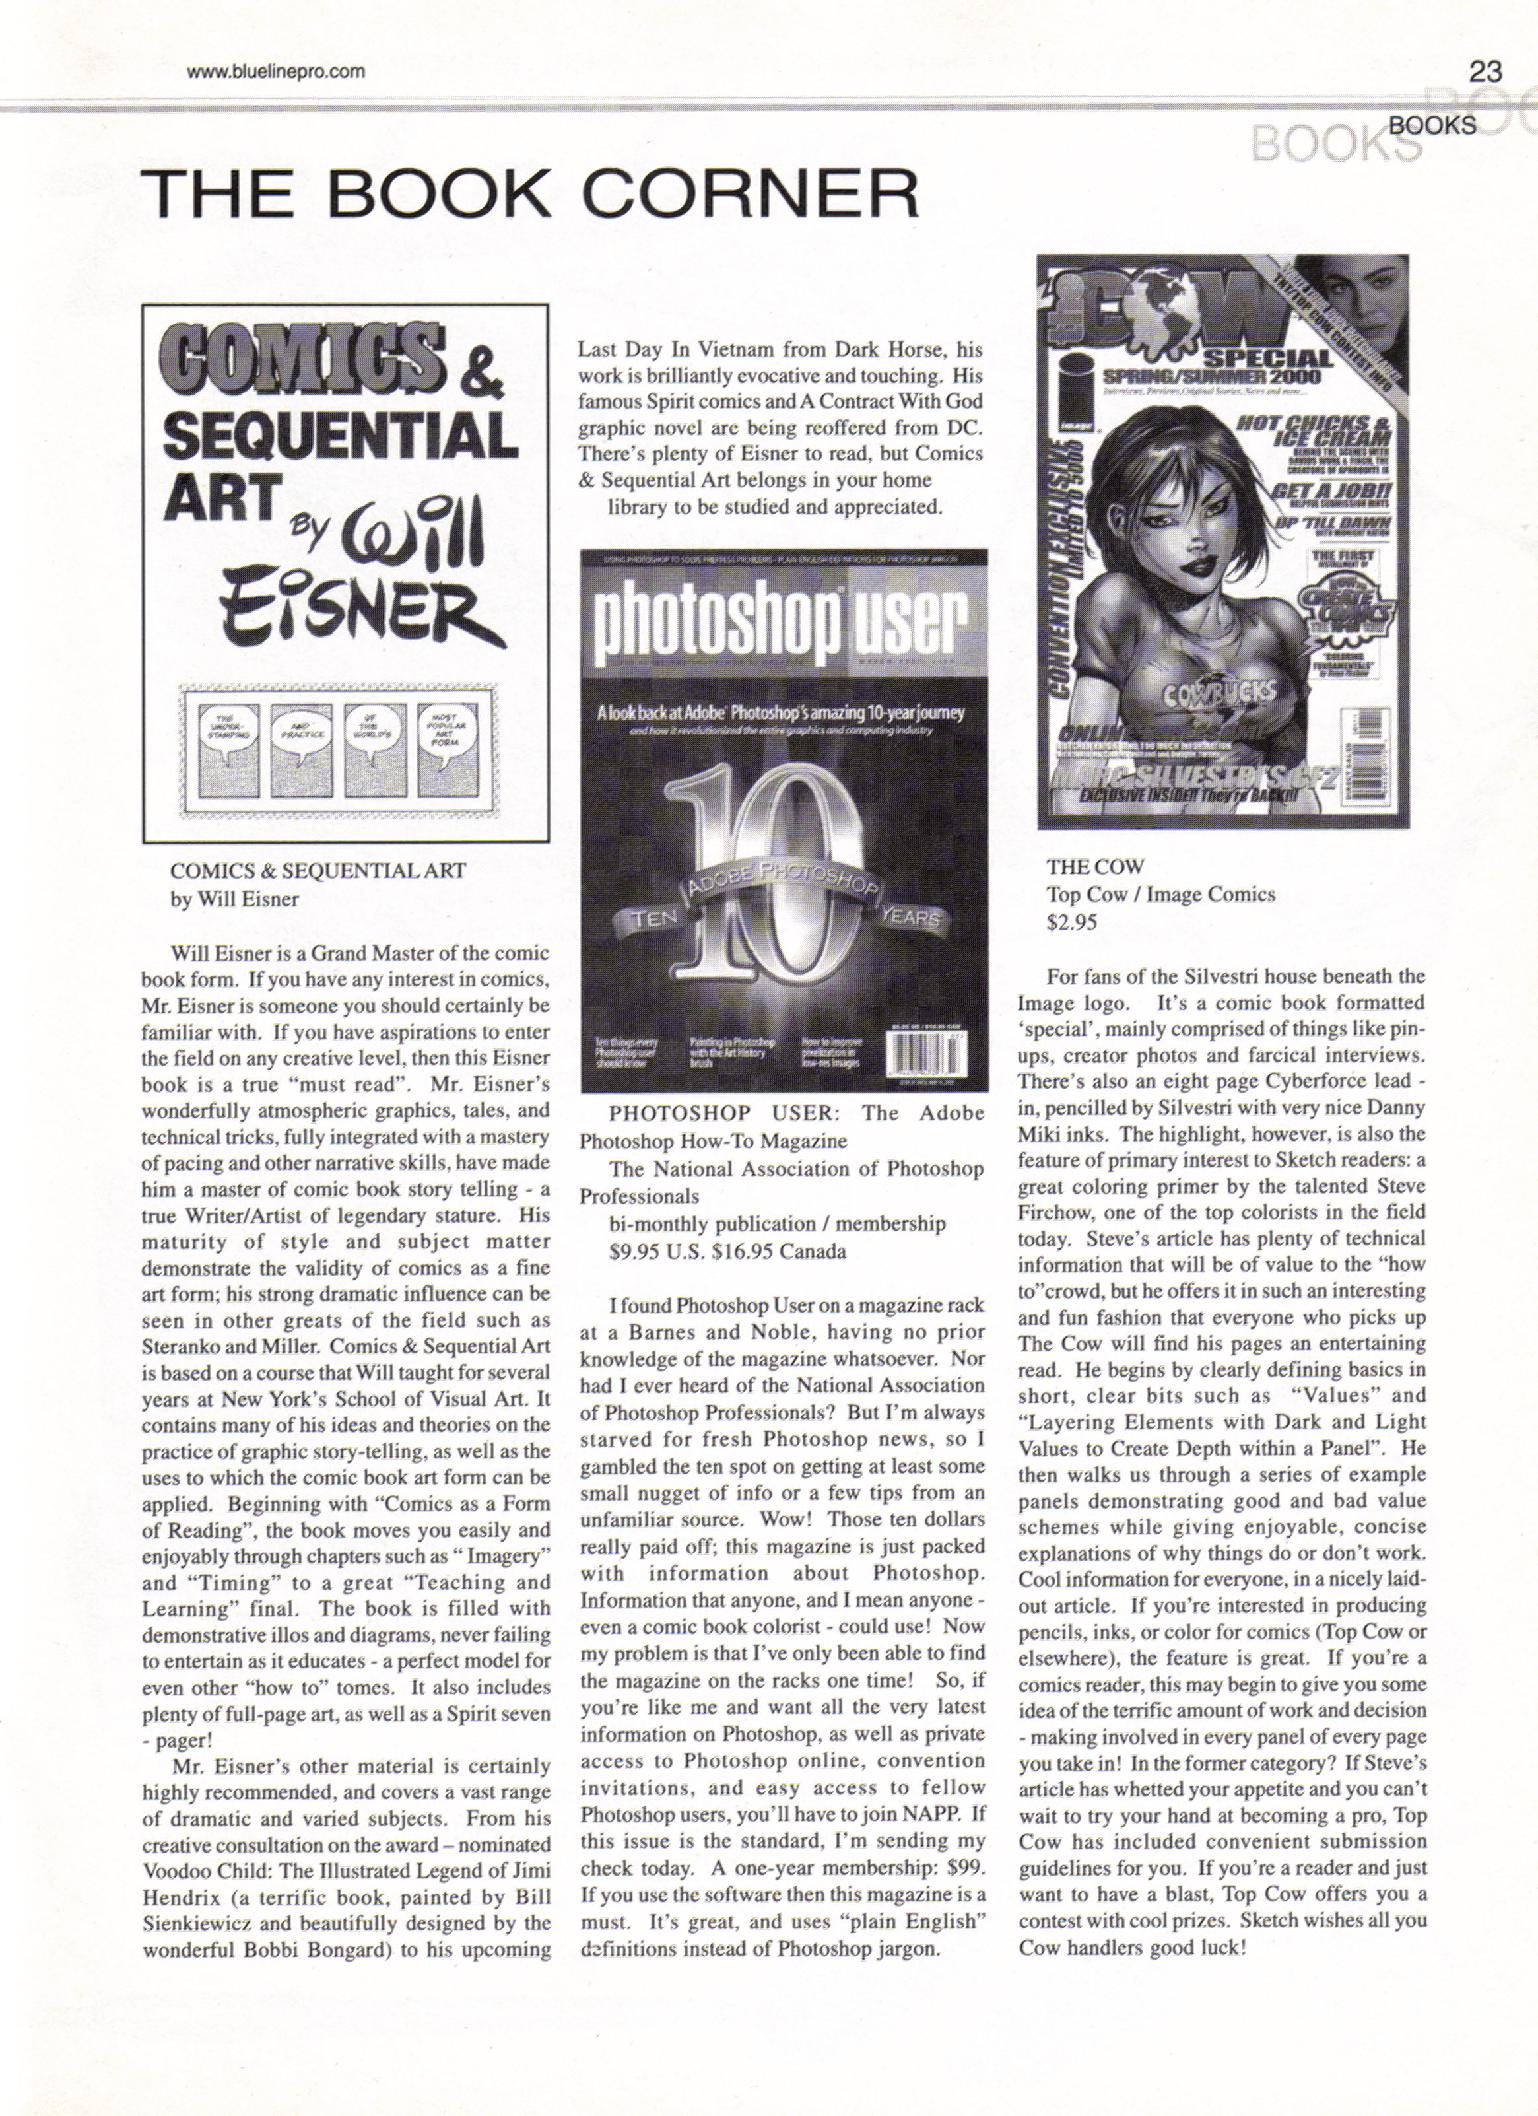 www.bluelinepro.com
23
BOOKS
BOOKS
THE BOOK CORNER
COMICS &
SEQUENTIAL
ART
BY Will
EISNER
THE UNDER- STANDING
AND PRACTICE
OF THE WORLD'S
MOST POPULAR ART FORM
COMICS & SEQUENTIAL ART
by Will Eisner
Will Eisner is a Grand Master of the comic
book form. If you have any interest in comics,
Mr. Eisner is someone you should certainly be
familiar with. If you have aspirations to enter
the field on any creative level, then this Eisner
book is a true “must read”. Mr. Eisner’s
wonderfully atmospheric graphics, tales, and
technical tricks, fully integrated with a mastery
of pacing and other narrative skills, have made
him a master of comic book story telling - a
true Writer/Artist of legendary stature. His
maturity of style and subject matter
demonstrate the validity of comics as a fine
art form; his strong dramatic influence can be
seen in other greats of the field such as
Steranko and Miller. Comics & Sequential Art
is based on a course that Will taught for several
years at New York’s School of Visual Art. It
contains many of his ideas and theories on the
practice of graphic story-telling, as well as the
uses to which the comic book art form can be
applied. Beginning with “Comics as a Form
of Reading”, the book moves you easily and
enjoyably through chapters such as “ Imagery”
and “Timing” to a great “Teaching and
Learning” final. The book is filled with
demonstrative illos and diagrams, never failing
to entertain as it educates - a perfect model for
even other “how to” tomes. It also includes
plenty of full-page art, as well as a Spirit seven
- pager!
Mr. Eisner’s other material is certainly
highly recommended, and covers a vast range
of dramatic and varied subjects. From his
creative consultation on the award – nominated
Voodoo Child: The Illustrated Legend of Jimi
Hendrix (a terrific book, painted by Bill
Sienkiewicz and beautifully designed by the
wonderful Bobbi Bongard) to his upcoming
Last Day In Vietnam from Dark Horse, his
work is brilliantly evocative and touching. His
famous Spirit comics and A Contract With God
graphic novel are being reoffered from DC.
There’s plenty of Eisner to read, but Comics
& Sequential Art belongs in your home
library to be studied and appreciated.
photoshop user
A look back at Adobe Photoshop's amazing 10-year journey
and how it revolutionized the entire graphics and computing industry
10
TEN ADOBE PHOTOSHOP YEARS
Ten things every Photoshop user should know
Painting in Photoshop with the Art History Brush
How to improve pixelization in low-res images
PHOTOSHOP USER: The Adobe
Photoshop How-To Magazine
The National Association of Photoshop
Professionals
bi-monthly publication / membership
$9.95 U.S. $16.95 Canada
I found Photoshop User on a magazine rack
at a Barnes and Noble, having no prior
knowledge of the magazine whatsoever. Nor
had I ever heard of the National Association
of Photoshop Professionals? But I’m always
starved for fresh Photoshop news, so I
gambled the ten spot on getting at least some
small nugget of info or a few tips from an
unfamiliar source. Wow! Those ten dollars
really paid off; this magazine is just packed
with information about Photoshop.
Information that anyone, and I mean anyone -
even a comic book colorist - could use! Now
my problem is that I’ve only been able to find
the magazine on the racks one time! So, if
you’re like me and want all the very latest
information on Photoshop, as well as private
access to Photoshop online, convention
invitations, and easy access to fellow
Photoshop users, you’ll have to join NAPP. If
this issue is the standard, I’m sending my
check today. A one-year membership: $99.
If you use the software then this magazine is a
must. It’s great, and uses “plain English”
definitions instead of Photoshop jargon.
the COW
SPECIAL
SPRING/SUMMER 2000
Interviews, Previews, Original Stories, News and more...
image
CONVENTION EXCLUSIVE
LIMITED TO 5000
HOT CHICKS &
ICE CREAM
GET A JOB!!
HELPFUL SUBMISSION HINTS
UP 'TILL DAWN
THE FIRST
INSTALLMENT OF
HOW TO
CREATE
COMICS
"COLORING
FUNDAMENTALS"
COWBUCKS
EXCLUSIVE INSIDE!! They're BACK!!!
THE COW
Top Cow / Image Comics
$2.95
For fans of the Silvestri house beneath the
Image logo. It’s a comic book formatted
‘special’, mainly comprised of things like pin-
ups, creator photos and farcical interviews.
There’s also an eight page Cyberforce lead -
in, pencilled by Silvestri with very nice Danny
Miki inks. The highlight, however, is also the
feature of primary interest to Sketch readers: a
great coloring primer by the talented Steve
Firchow, one of the top colorists in the field
today. Steve’s article has plenty of technical
information that will be of value to the “how
to”crowd, but he offers it in such an interesting
and fun fashion that everyone who picks up
The Cow will find his pages an entertaining
read. He begins by clearly defining basics in
short, clear bits such as “Values” and
“Layering Elements with Dark and Light
Values to Create Depth within a Panel”. He
then walks us through a series of example
panels demonstrating good and bad value
schemes while giving enjoyable, concise
explanations of why things do or don’t work.
Cool information for everyone, in a nicely laid-
out article. If you’re interested in producing
pencils, inks, or color for comics (Top Cow or
elsewhere), the feature is great. If you’re a
comics reader, this may begin to give you some
idea of the terrific amount of work and decision
- making involved in every panel of every page
you take in! In the former category? If Steve’s
article has whetted your appetite and you can’t
wait to try your hand at becoming a pro, Top
Cow has included convenient submission
guidelines for you. If you’re a reader and just
want to have a blast, Top Cow offers you a
contest with cool prizes. Sketch wishes all you
Cow handlers good luck!